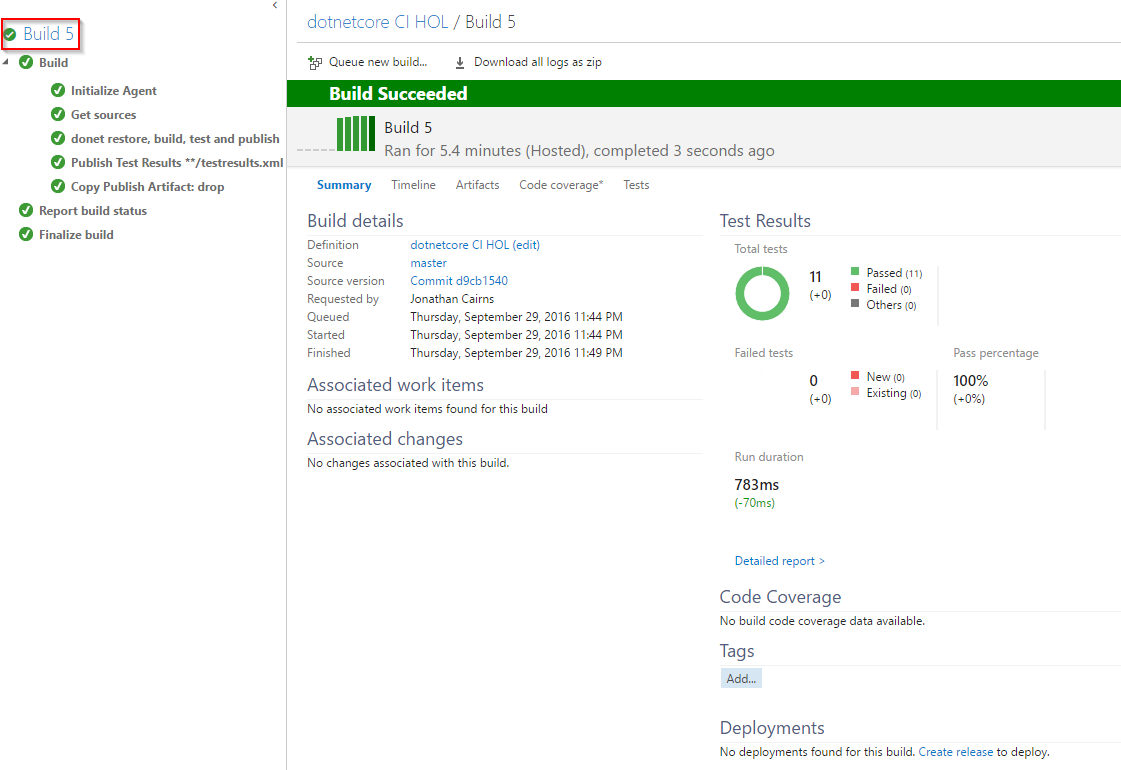 Build 5
Build
Initialize Agent
Get sources
donet restore, build, test and publish
Publish Test Results **/testresults.xml
Copy Publish Artifact: drop
Report build status
Finalize build
dotnetcore CI HOL / Build 5
Queue new build... Download all logs as zip
Build Succeeded
Build 5
Ran for 5.4 minutes (Hosted), completed 3 seconds ago
Summary Timeline Artifacts Code coverage* Tests
Build details
Definition dotnetcore CI HOL (edit)
Source master
Source version Commit d9cb1540
Requested by Jonathan Cairns
Queued Thursday, September 29, 2016 11:44 PM
Started Thursday, September 29, 2016 11:44 PM
Finished Thursday, September 29, 2016 11:49 PM
Associated work items
No associated work items found for this build
Associated changes
No changes associated with this build.
Test Results
Total tests
11
(+0)
Passed (11)
Failed (0)
Others (0)
Failed tests
0
(+0)
New (0)
Existing (0)
Pass percentage
100%
(+0%)
Run duration
783ms
(-70ms)
Detailed report >
Code Coverage
No build code coverage data available.
Tags
Add...
Deployments
No deployments found for this build. Create release to deploy.